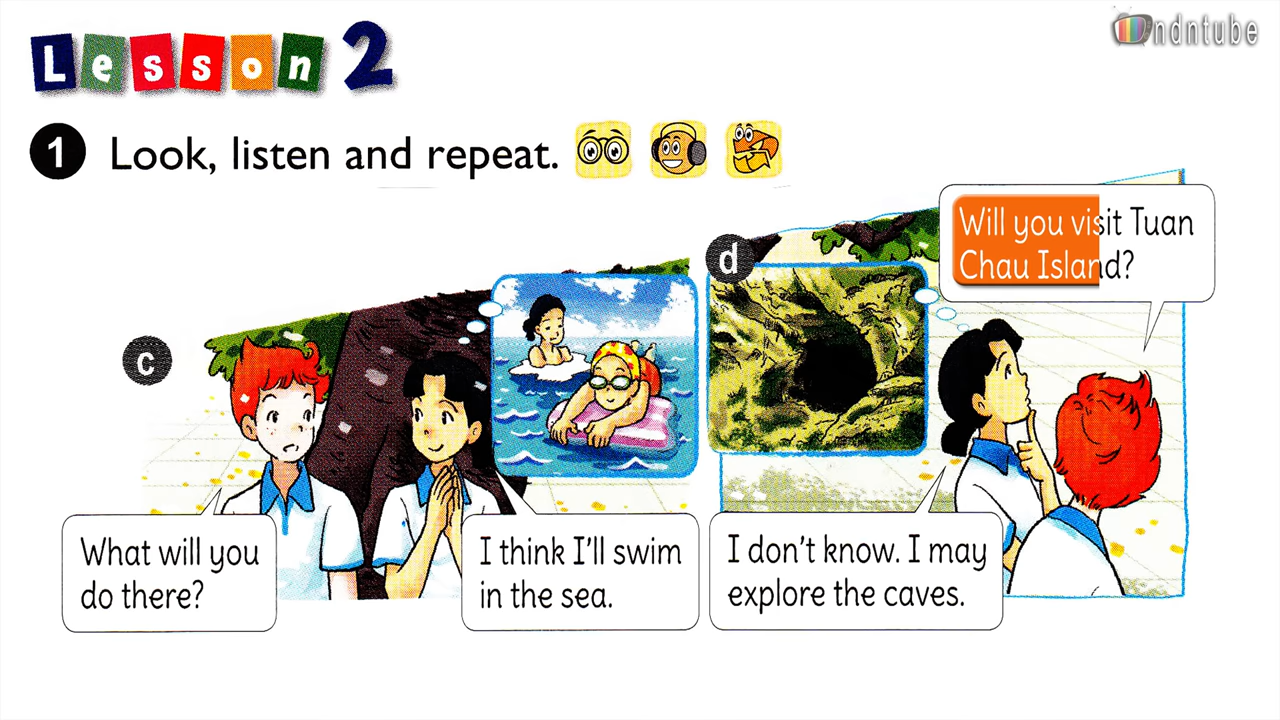 ndntube
Lesson 2
1 Look, listen and repeat.
c
What will you
do there?
I think I'll swim
in the sea.
d
Will you visit Tuan
Chau Island?
I don't know. I may
explore the caves.